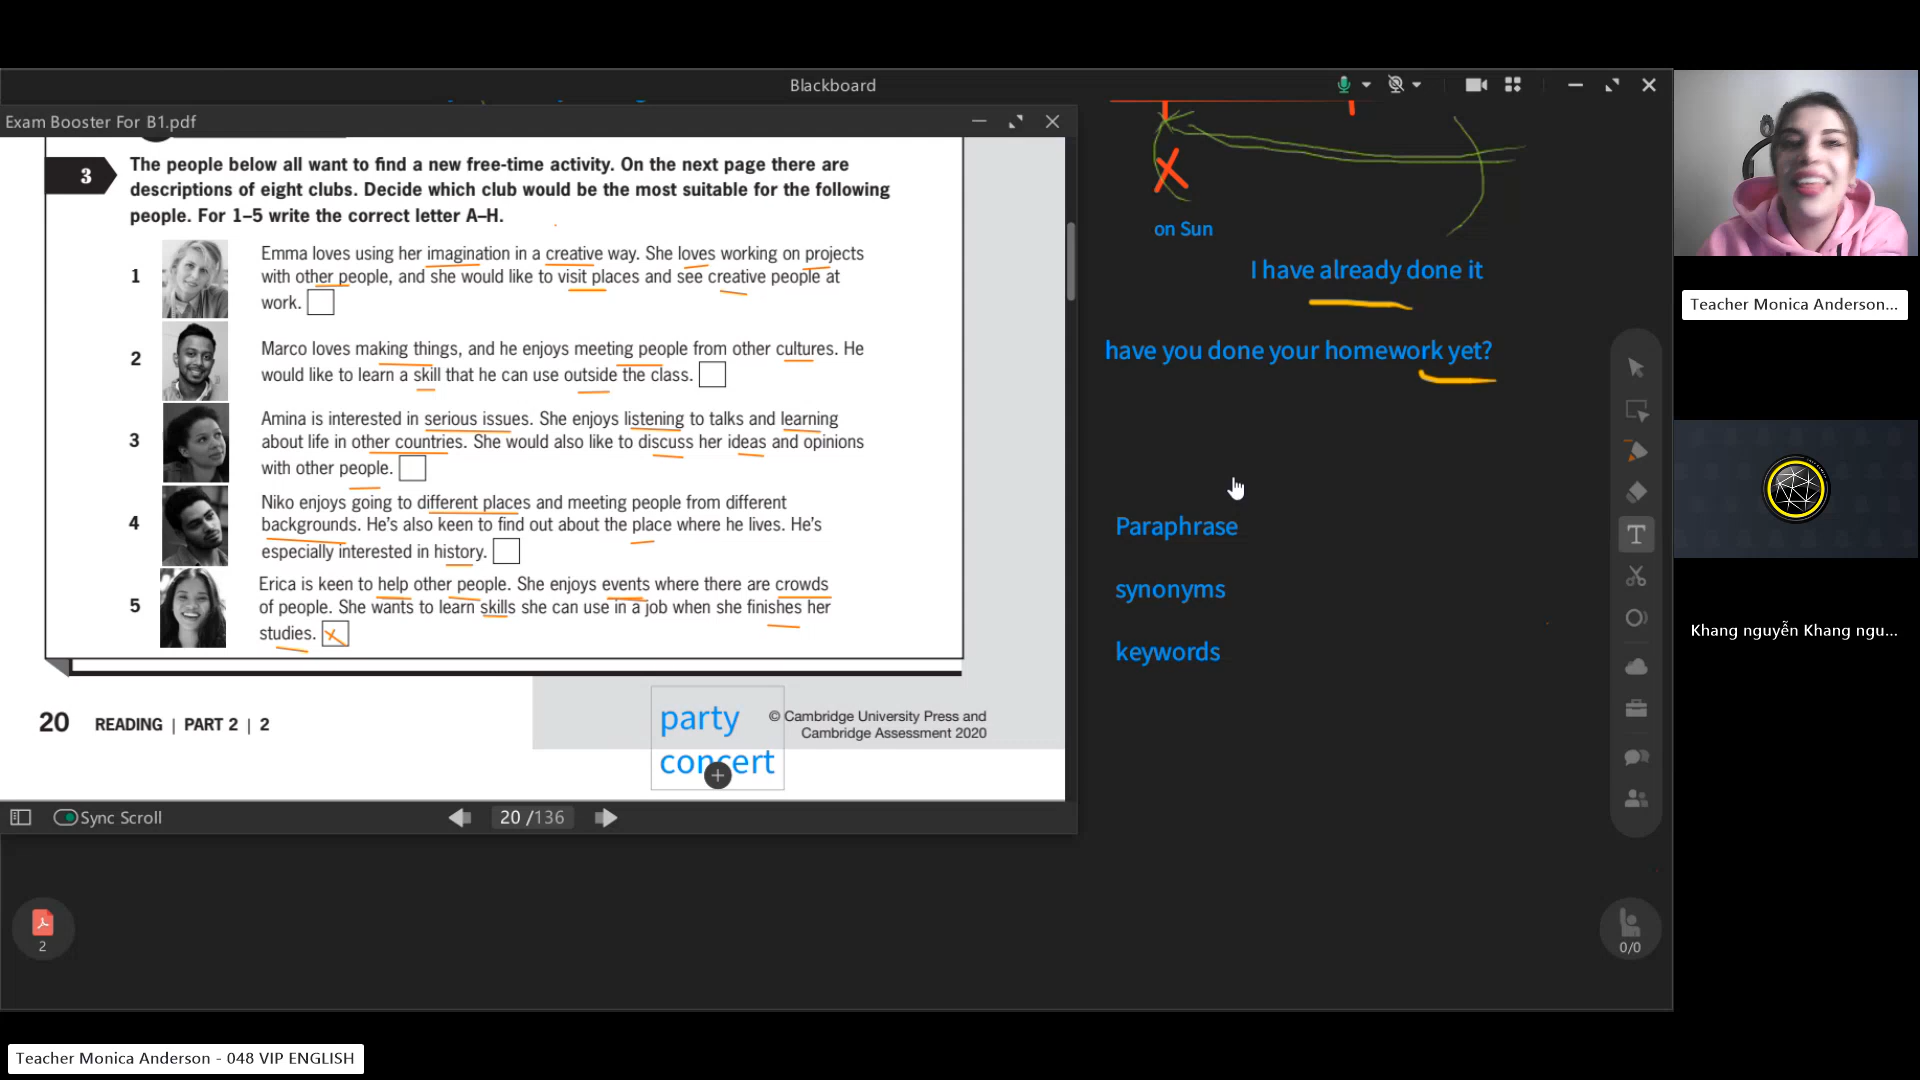 Blackboard
Exam Booster For B1.pdf
3
The people below all want to find a new free-time activity. On the next page there are
descriptions of eight clubs. Decide which club would be the most suitable for the following
people. For 1–5 write the correct letter A–H.
1
Emma loves using her imagination in a creative way. She loves working on projects
with other people, and she would like to visit places and see creative people at
work.
2
Marco loves making things, and he enjoys meeting people from other cultures. He
would like to learn a skill that he can use outside the class.
3
Amina is interested in serious issues. She enjoys listening to talks and learning
about life in other countries. She would also like to discuss her ideas and opinions
with other people.
4
Niko enjoys going to different places and meeting people from different
backgrounds. He's also keen to find out about the place where he lives. He's
especially interested in history.
5
Erica is keen to help other people. She enjoys events where there are crowds
of people. She wants to learn skills she can use in a job when she finishes her
studies.
20 READING | PART 2 | 2
© Cambridge University Press and
Cambridge Assessment 2020
party
concert
Sync Scroll
20 /136
2
X
on Sun
I have already done it
have you done your homework yet?
Paraphrase
synonyms
keywords
T
0/0
Teacher Monica Anderson...
Khang nguyễn Khang ngu...
Teacher Monica Anderson - 048 VIP ENGLISH